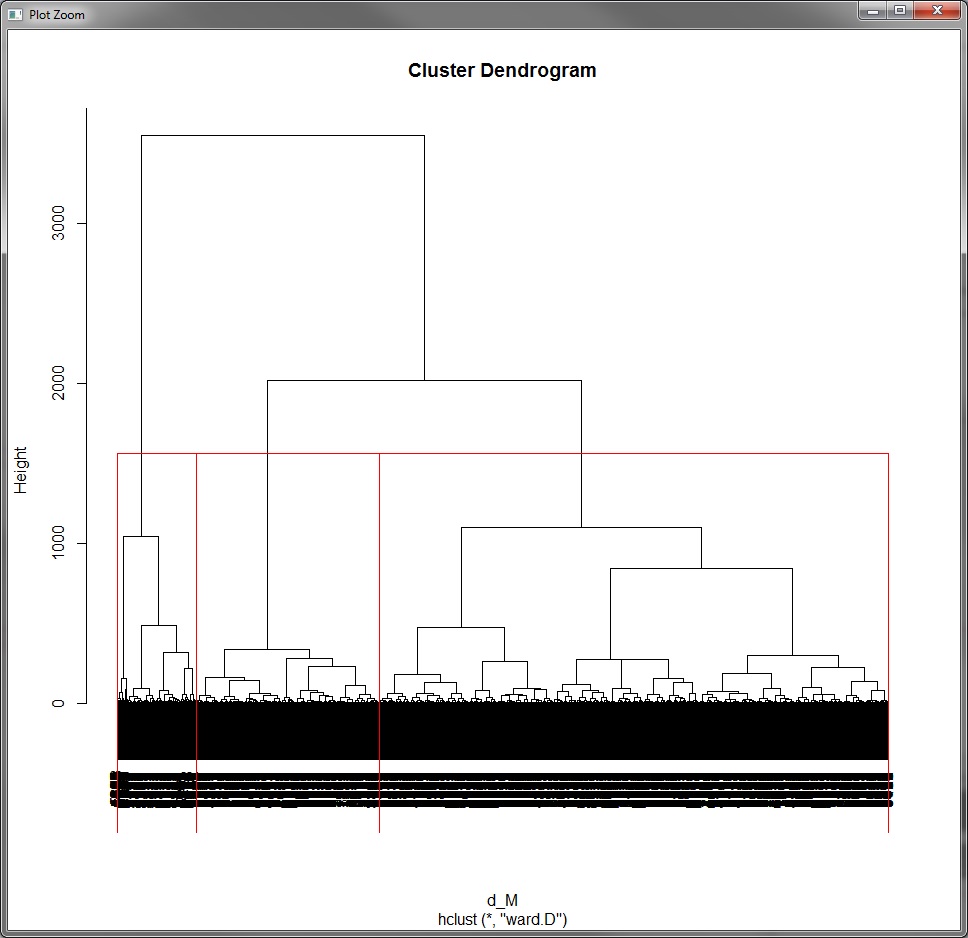 Plot Zoom
Cluster Dendrogram
3000
2000
1000
0
Height
d_M
hclust (*, "ward.D")